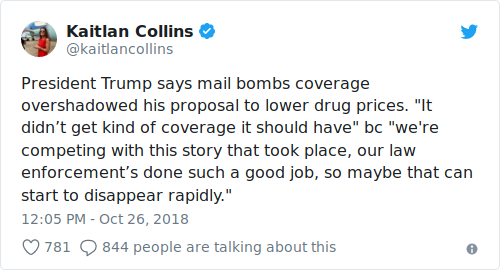 Kaitlan Collins
@kaitlancollins
President Trump says mail bombs coverage
overshadowed his proposal to lower drug prices. "It
didn’t get kind of coverage it should have" bc "we're
competing with this story that took place, our law
enforcement’s done such a good job, so maybe that can
start to disappear rapidly."
12:05 PM - Oct 26, 2018
781 844 people are talking about this